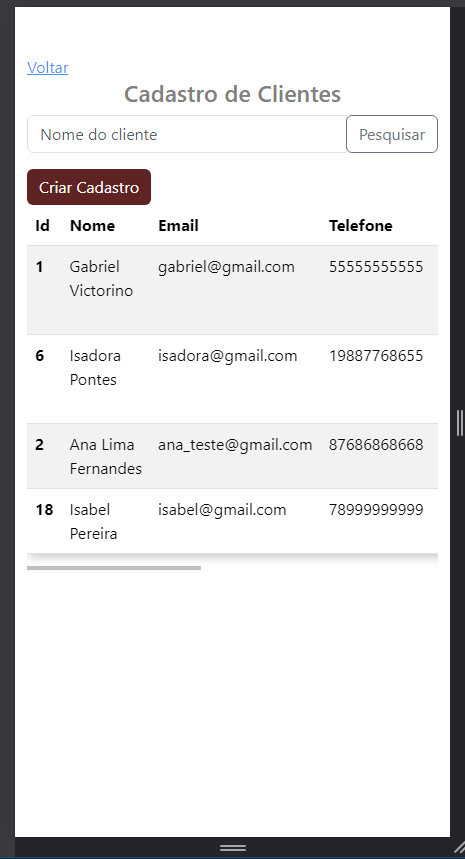 Voltar
Cadastro de Clientes
Nome do cliente Pesquisar
Criar Cadastro
Id Nome Email Telefone
1 Gabriel gabriel@gmail.com 55555555555
Victorino
6 Isadora isadora@gmail.com 19887768655
Pontes
2 Ana Lima ana_teste@gmail.com 87686868668
Fernandes
18 Isabel isabel@gmail.com 78999999999
Pereira